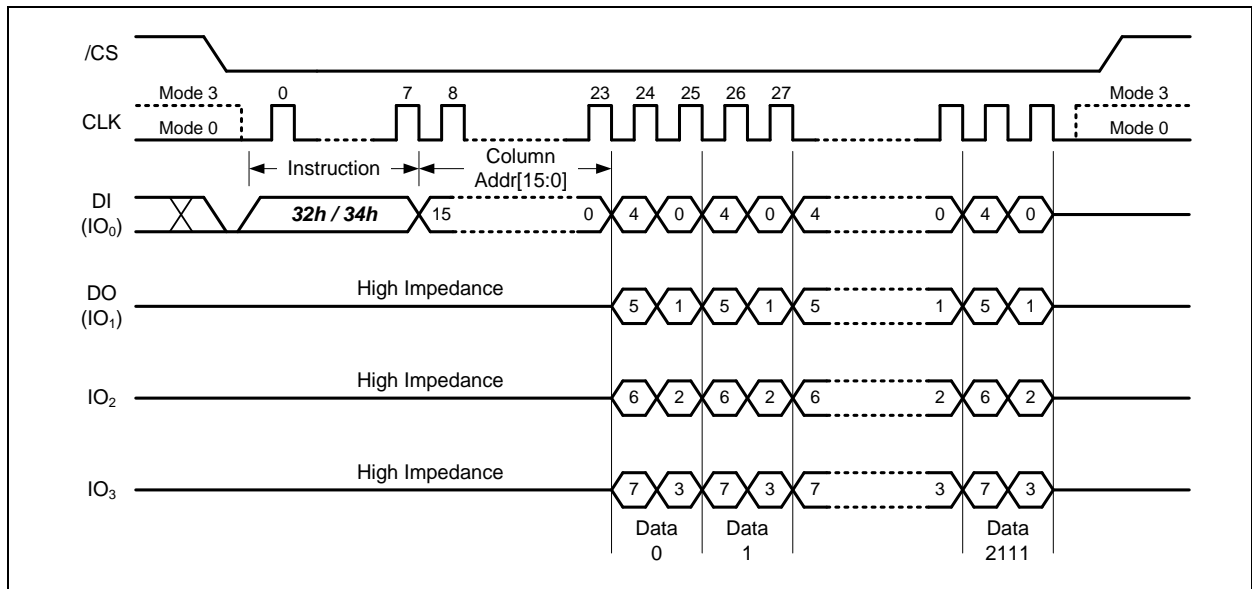 /CS
Mode 3 0 7 8 23 24 25 26 27 Mode 3
CLK
Mode 0 Mode 0
Instruction Column
Addr[15:0]
DI
(IO₀)
32h / 34h 15 0 4 0 4 0 4 0 4 0
DO
(IO₁)
High Impedance 5 1 5 1 5 1 5 1
IO₂ High Impedance 6 2 6 2 6 2 6 2
IO₃ High Impedance 7 3 7 3 7 3 7 3
Data Data Data
0 1 2111